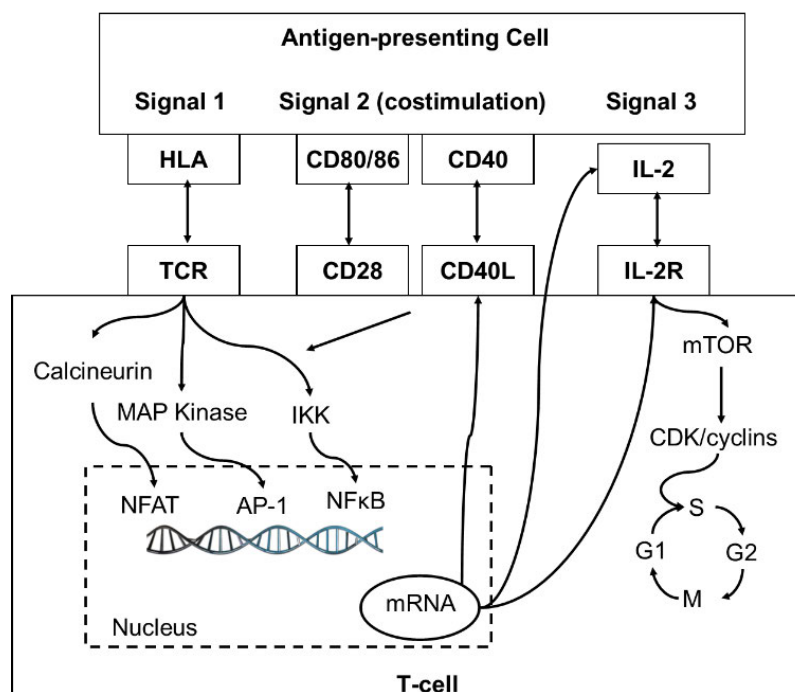 Antigen-presenting Cell
Signal 1
Signal 2 (costimulation)
Signal 3
HLA
CD80/86
CD40
IL-2
TCR
CD28
CD40L
IL-2R
Calcineurin
MAP Kinase
IKK
mTOR
CDK/cyclins
NFAT
AP-1
NFκB
S
G1
G2
M
mRNA
Nucleus
T-cell